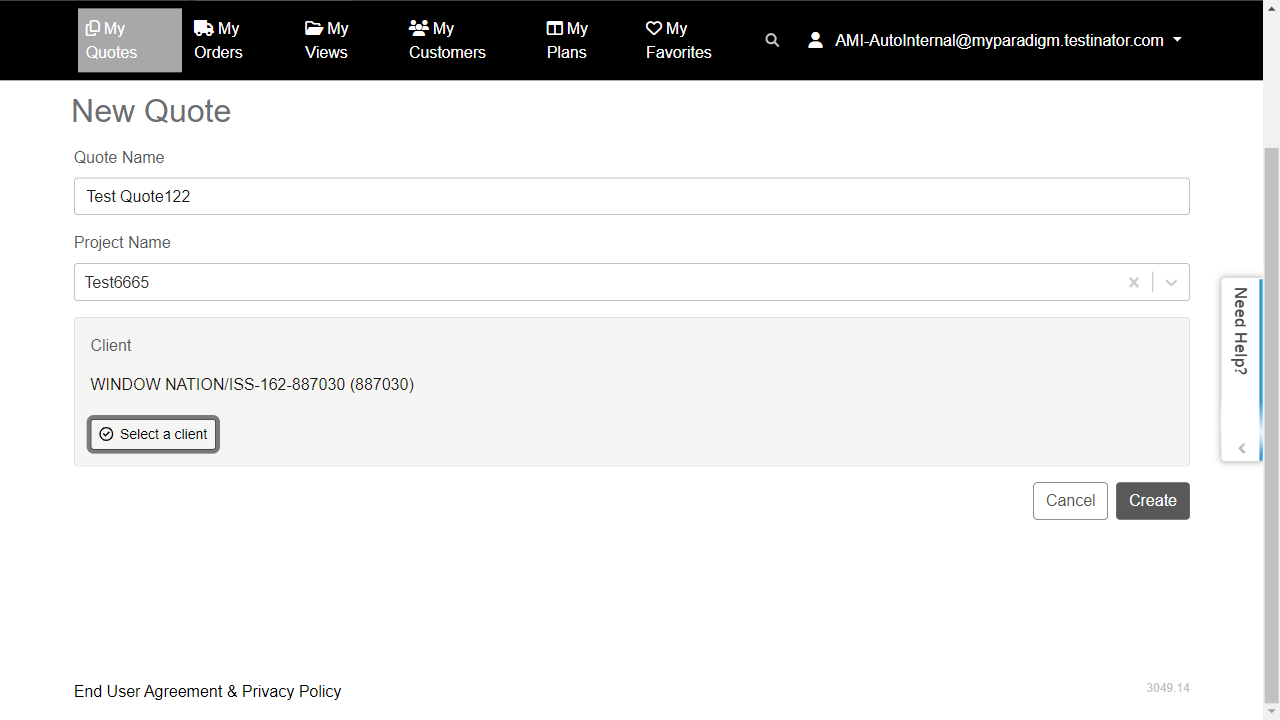 My Quotes
My Orders
My Views
My Customers
My Plans
My Favorites
AMI-AutoInternal@myparadigm.testinator.com
New Quote
Quote Name
Test Quote122
Project Name
Test6665
Client
WINDOW NATION/ISS-162-887030 (887030)
Select a client
Cancel
Create
Need Help?
End User Agreement & Privacy Policy
3049.14